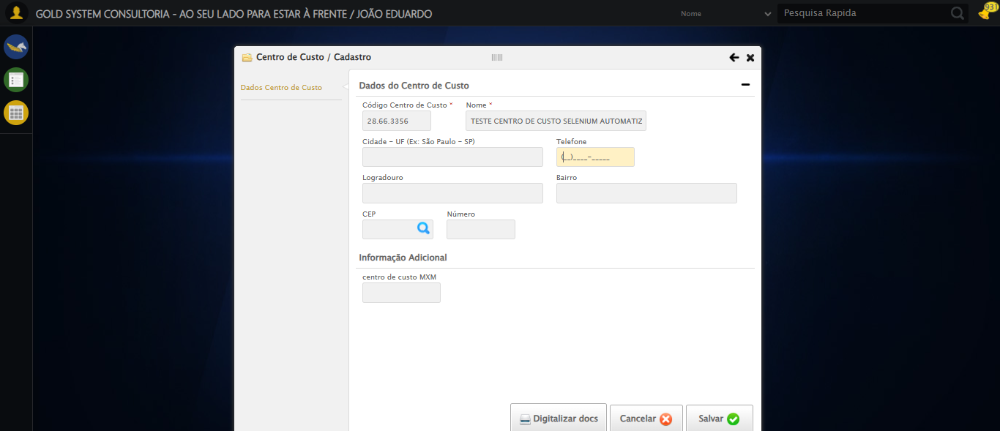 GOLD SYSTEM CONSULTORIA - AO SEU LADO PARA ESTAR À FRENTE / JOÃO EDUARDO
Nome
Pesquisa Rapida
931
Centro de Custo / Cadastro
Dados Centro de Custo
Dados do Centro de Custo
Código Centro de Custo * Nome *
28.66.3356 TESTE CENTRO DE CUSTO SELENIUM AUTOMATIZ
Cidade - UF (Ex: São Paulo - SP) Telefone
(__)____-_____
Logradouro Bairro
CEP Número
Informação Adicional
centro de custo MXM
Digitalizar docs Cancelar Salvar